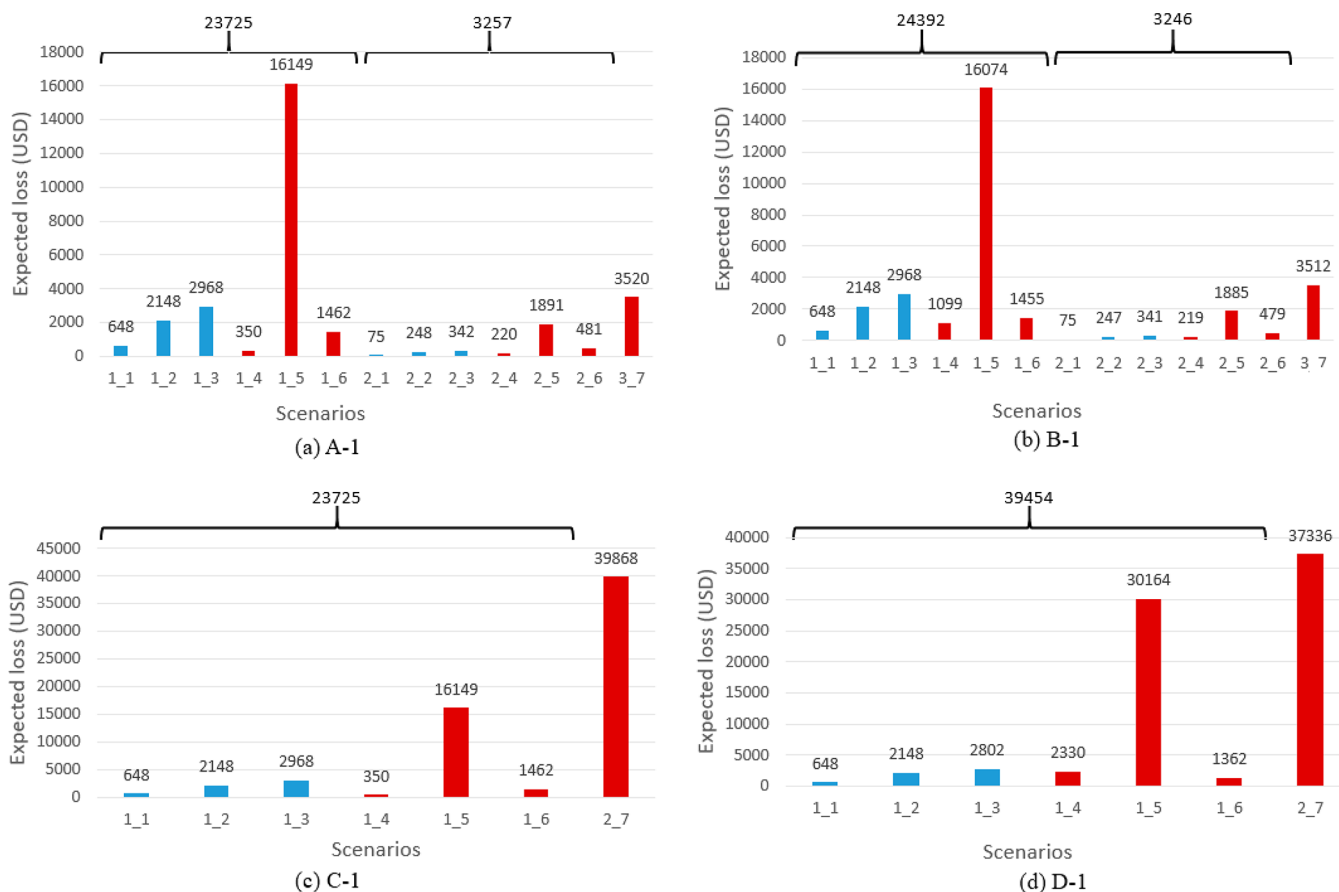 23725 3257
18000
16000
14000
12000
10000
8000
6000
4000
2000
0
Expected loss (USD)
648 2148 2968 350 16149 1462 75 248 342 220 1891 481 3520
1_1 1_2 1_3 1_4 1_5 1_6 2_1 2_2 2_3 2_4 2_5 2_6 3_7
Scenarios
(a) A-1
24392 3246
18000
16000
14000
12000
10000
8000
6000
4000
2000
0
Expected loss (USD)
648 2148 2968 1099 16074 1455 75 247 341 219 1885 479 3512
1_1 1_2 1_3 1_4 1_5 1_6 2_1 2_2 2_3 2_4 2_5 2_6 3_7
Scenarios
(b) B-1
23725
45000
40000
35000
30000
25000
20000
15000
10000
5000
0
Expected loss (USD)
648 2148 2968 350 16149 1462 39868
1_1 1_2 1_3 1_4 1_5 1_6 2_7
Scenarios
(c) C-1
39454
40000
35000
30000
25000
20000
15000
10000
5000
0
Expected loss (USD)
648 2148 2802 2330 30164 1362 37336
1_1 1_2 1_3 1_4 1_5 1_6 2_7
Scenarios
(d) D-1